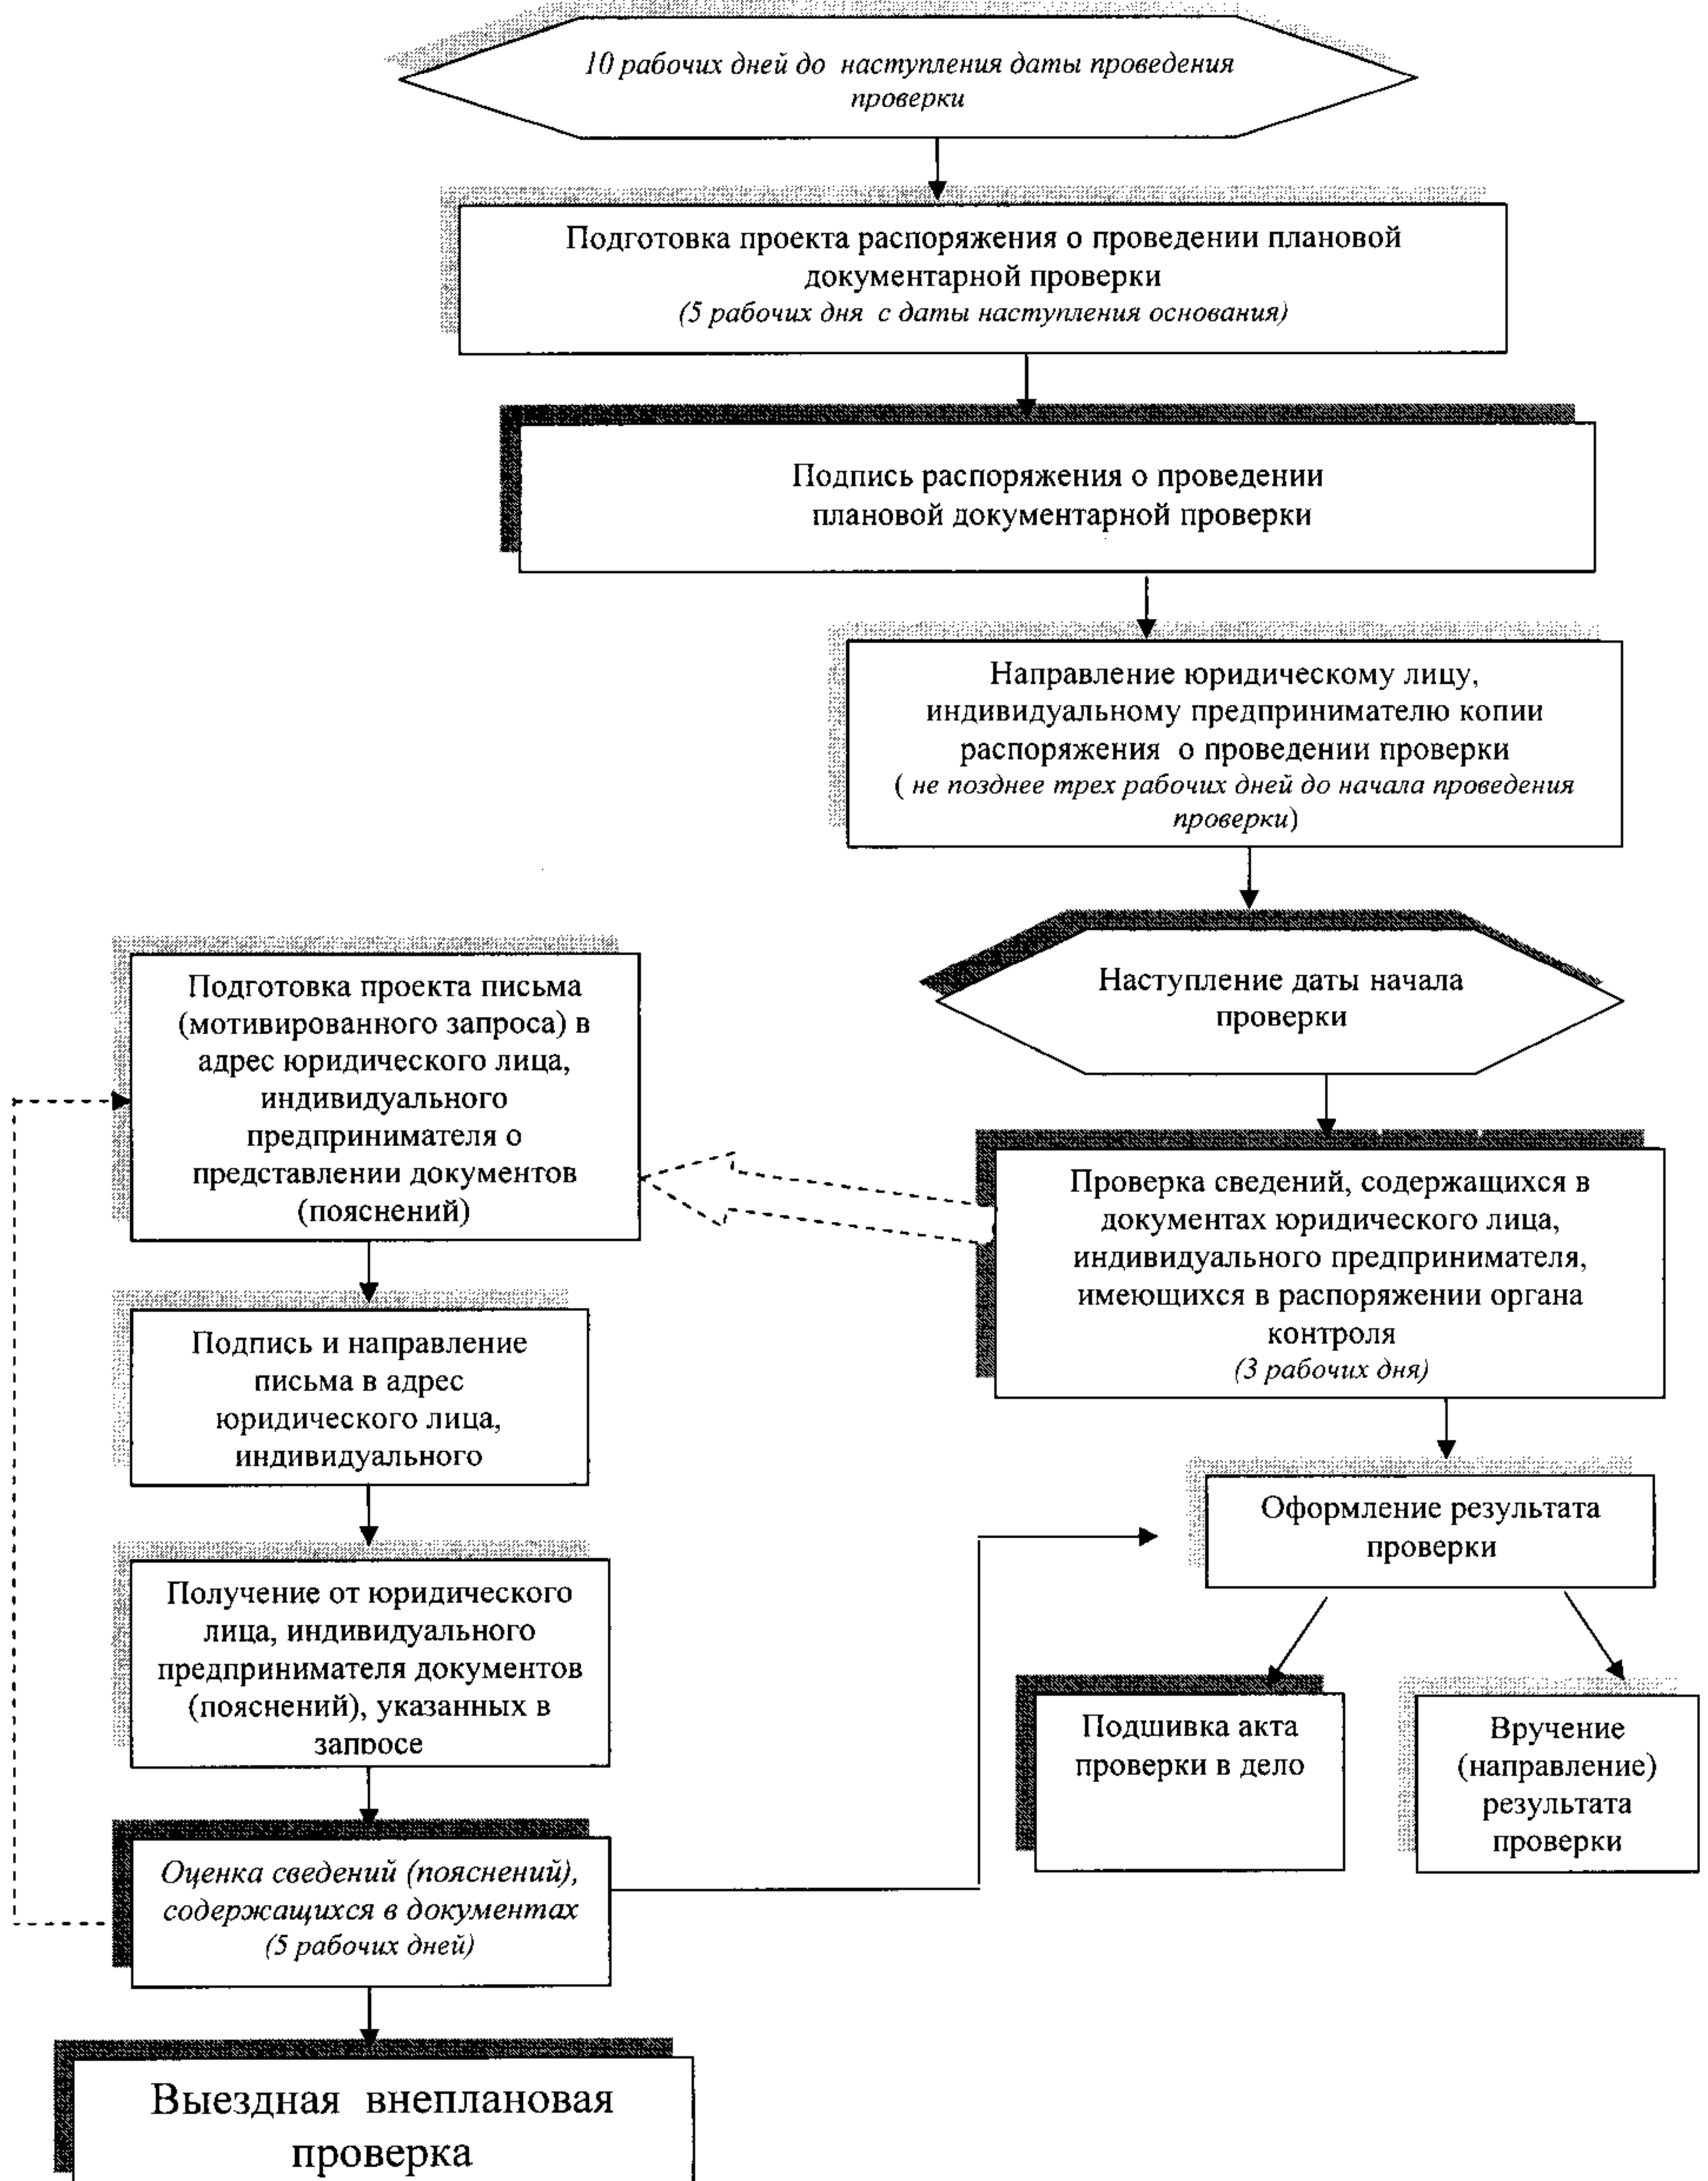 10 рабочих дней до наступления даты проведения
проверки
Подготовка проекта распоряжения о проведении плановой
документарной проверки
(5 рабочих дня с даты наступления основания)
Подпись распоряжения о проведении
плановой документарной проверки
Направление юридическому лицу,
индивидуальному предпринимателю копии
распоряжения о проведении проверки
( не позднее трех рабочих дней до начала проведения
проверки)
Наступление даты начала
проверки
Проверка сведений, содержащихся в
документах юридического лица,
индивидуального предпринимателя,
имеющихся в распоряжении органа
контроля
(3 рабочих дня)
Подготовка проекта письма
(мотивированного запроса) в
адрес юридического лица,
индивидуального
предпринимателя о
представлении документов
(пояснений)
Подпись и направление
письма в адрес
юридического лица,
индивидуального
Получение от юридического
лица, индивидуального
предпринимателя документов
(пояснений), указанных в
запросе
Оценка сведений (пояснений),
содержащихся в документах
(5 рабочих дней)
Выездная внеплановая
проверка
Оформление результата
проверки
Подшивка акта
проверки в дело
Вручение
(направление)
результата
проверки